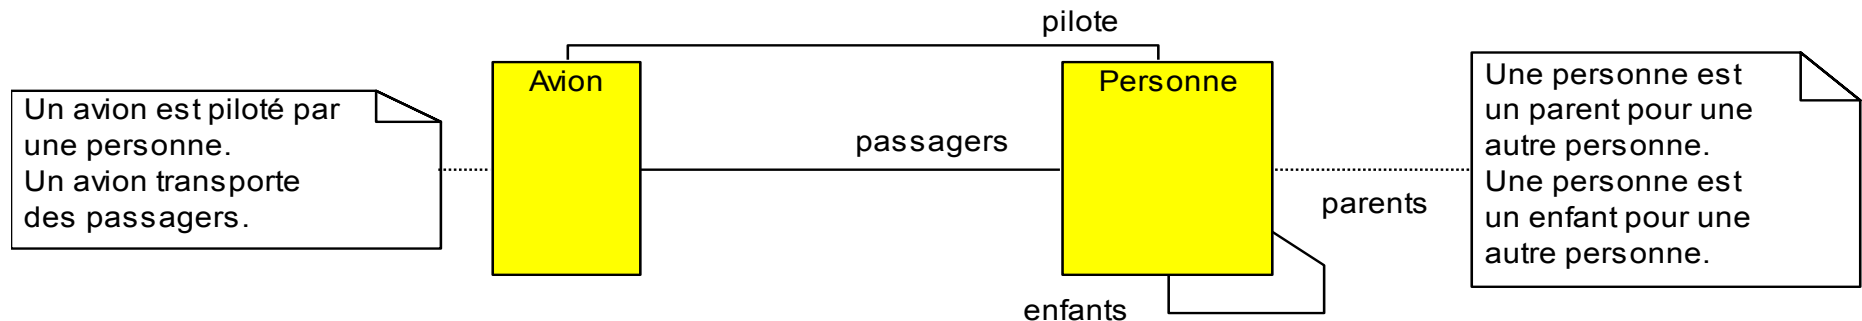 pilote
Avion
Personne
Un avion est piloté par
une personne.
Un avion transporte
des passagers.
passagers
Une personne est
un parent pour une
autre personne.
Une personne est
un enfant pour une
autre personne.
parents
enfants